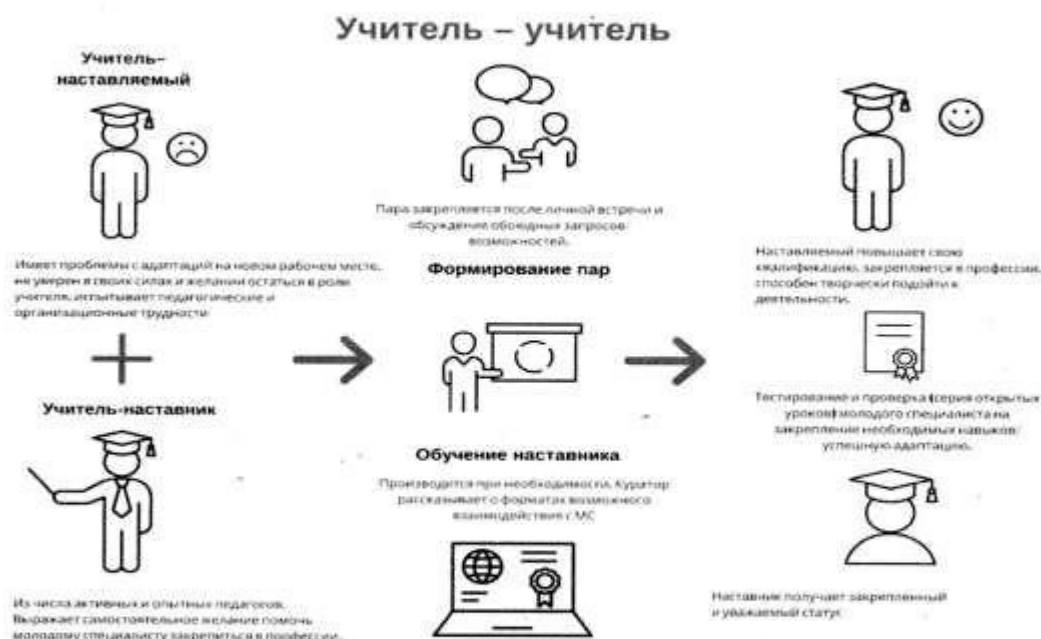 Учитель – учитель
Учитель–
наставляемый
Имеет проблемы с адаптаций на новом рабочем месте,
не уверен в своих силах и желании остаться в роли
учителя, испытывает педагогические и
организационные трудности
Учитель-наставник
Из числа активных и опытных педагогов.
Выражает самостоятельное желание помочь
молодому специалисту закрепиться в профессии.
Пара закрепляется после личной встречи и
обсуждения обоюдных запросов
возможностей.
Формирование пар
Обучение наставника
Производится при необходимости. Куратор
рассказывает о форматах возможного
взаимодействия с МС
Наставляемый повышает свою
квалификацию, закрепляется в профессии,
способен творчески подойти к
деятельности.
Тестирование и проверка (серия открытых
уроков) молодого специалиста на
закрепление необходимых навыков/
успешную адаптацию.
Наставник получает закрепленный
и уважаемый статус